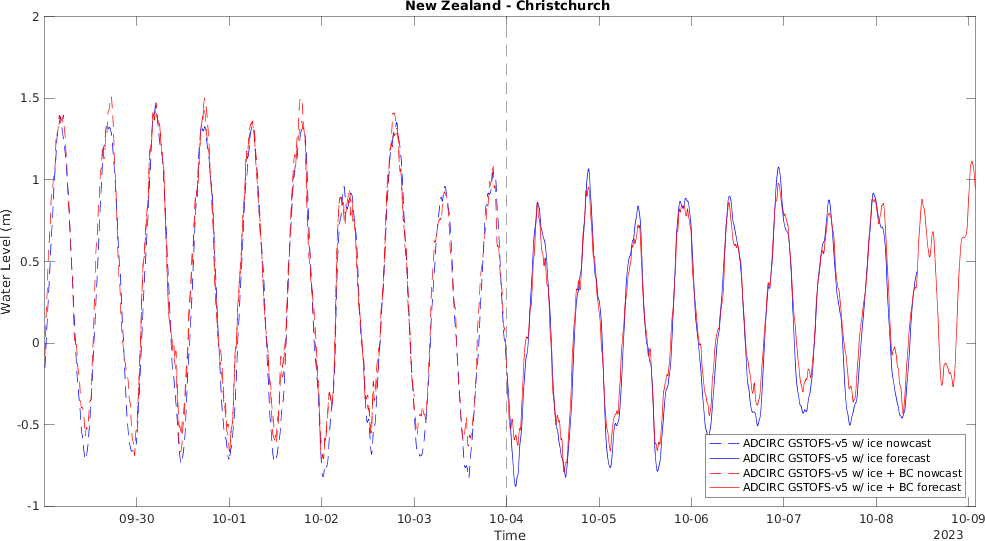 New Zealand - Christchurch
2
1.5
1
0.5
0
-0.5
-1
Water Level (m)
09-30 10-01 10-02 10-03 10-04 10-05 10-06 10-07 10-08 10-09
Time
2023
ADCIRC GSTOFS-v5 w/ ice nowcast
ADCIRC GSTOFS-v5 w/ ice forecast
ADCIRC GSTOFS-v5 w/ ice + BC nowcast
ADCIRC GSTOFS-v5 w/ ice + BC forecast